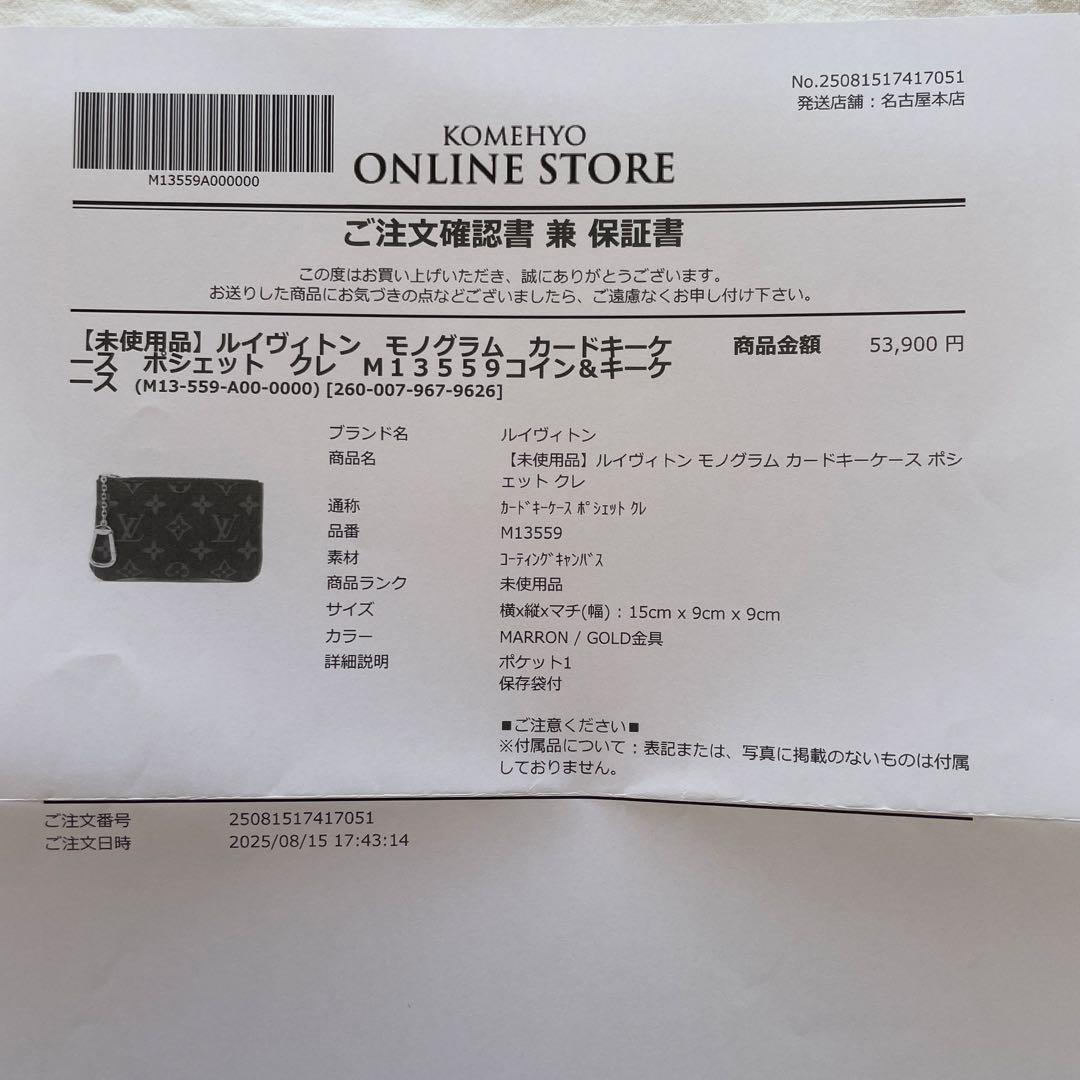 No.25081517417051
発送店舗：名古屋本店
M13559A000000
KOMEHYO
ONLINE STORE
ご注文確認書 兼 保証書
この度はお買い上げいただき、誠にありがとうございます。
お送りした商品にお気づきの点などございましたら、ご遠慮なくお申し付け下さい。
【未使用品】ルイヴィトン　モノグラム　カードキーケ
ース　ポシェット　クレ　Ｍ１３５５９コイン＆キーケ
ース (M13-559-A00-0000) [260-007-967-9626]
商品金額 53,900 円
ブランド名 ルイヴィトン
商品名 【未使用品】ルイヴィトン モノグラム カードキーケース ポシ
ェット クレ
通称 ｶｰﾄﾞｷｰｹｰｽ ﾎﾟｼｪｯﾄ ｸﾚ
品番 M13559
素材 ｺｰﾃｨﾝｸﾞｷｬﾝﾊﾞｽ
商品ランク 未使用品
サイズ 横x縦xマチ(幅)：15cm x 9cm x 9cm
カラー MARRON / GOLD金具
詳細説明 ポケット1
保存袋付
■ご注意ください■
※付属品について：表記または、写真に掲載のないものは付属
しておりません。
ご注文番号 25081517417051
ご注文日時 2025/08/15 17:43:14